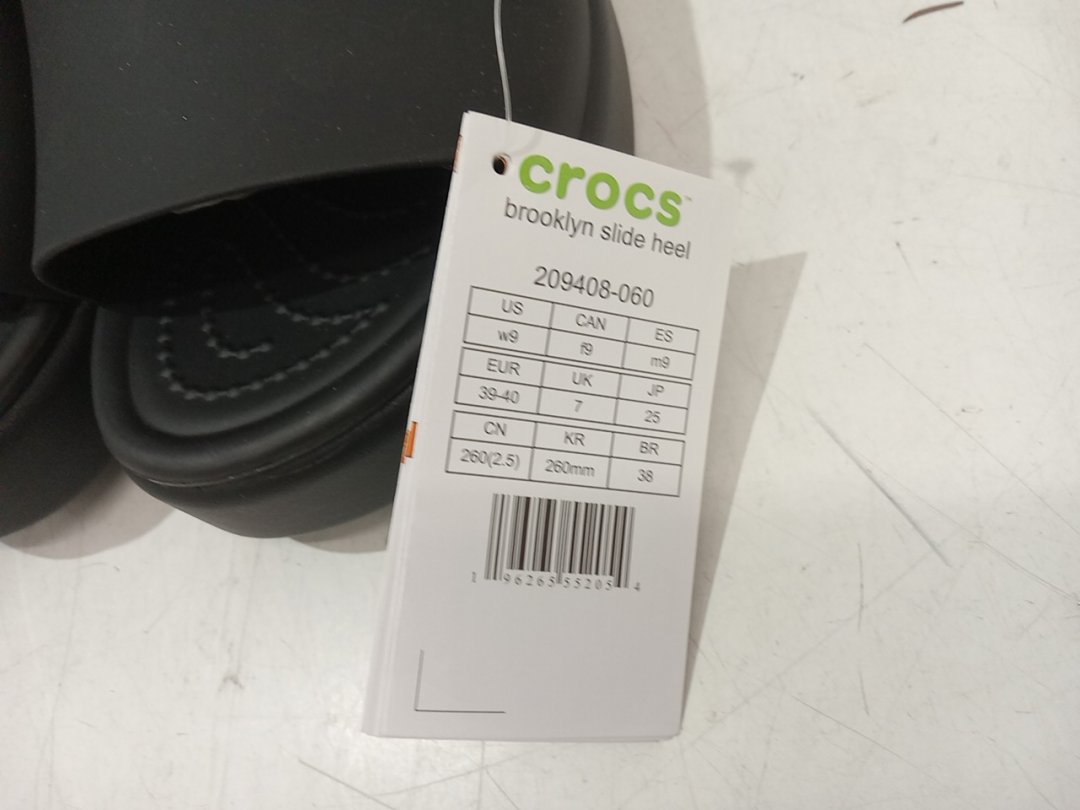 crocs™
brooklyn slide heel
209408-060
US CAN ES
w9 f9 m9
EUR UK JP
39-40 7 25
CN KR BR
260(2.5) 260mm 38
1 96265 55205 4